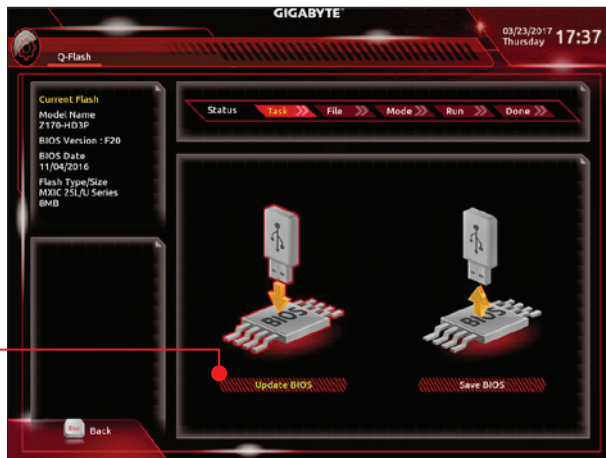 GIGABYTE™
03/23/2017
Thursday
17:37
Q-Flash
Current Flash
Model Name
Z170-HD3P
BIOS Version : F20
BIOS Date
11/04/2016
Flash Type/Size
MXIC 25L/U Series
8MB
Status Task File Mode Run Done
BIOS
BIOS
Update BIOS
Save BIOS
Esc Back